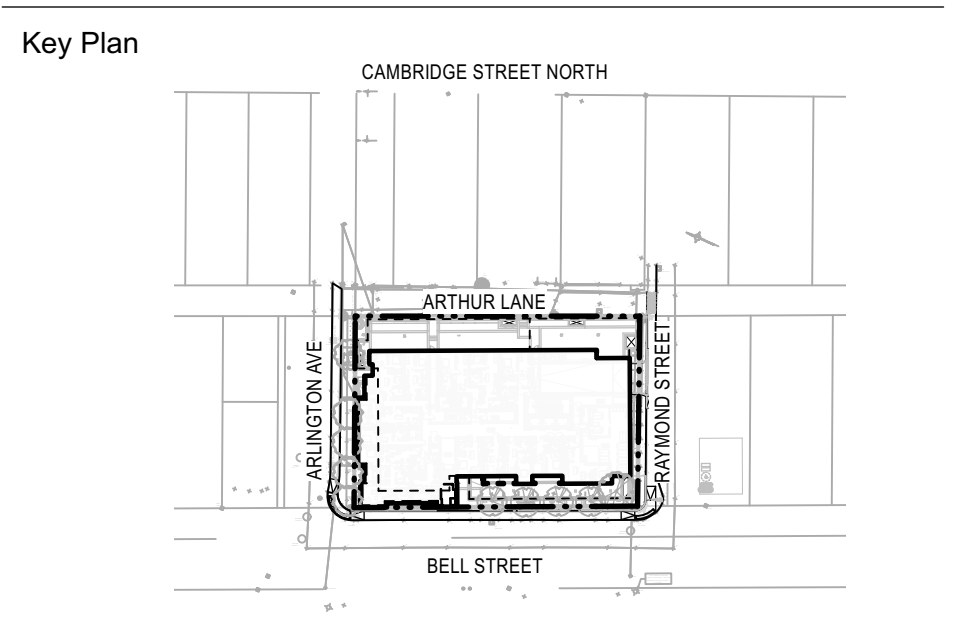 Key Plan
CAMBRIDGE STREET NORTH
ARTHUR LANE
ARLINGTON AVE
RAYMOND STREET
BELL STREET